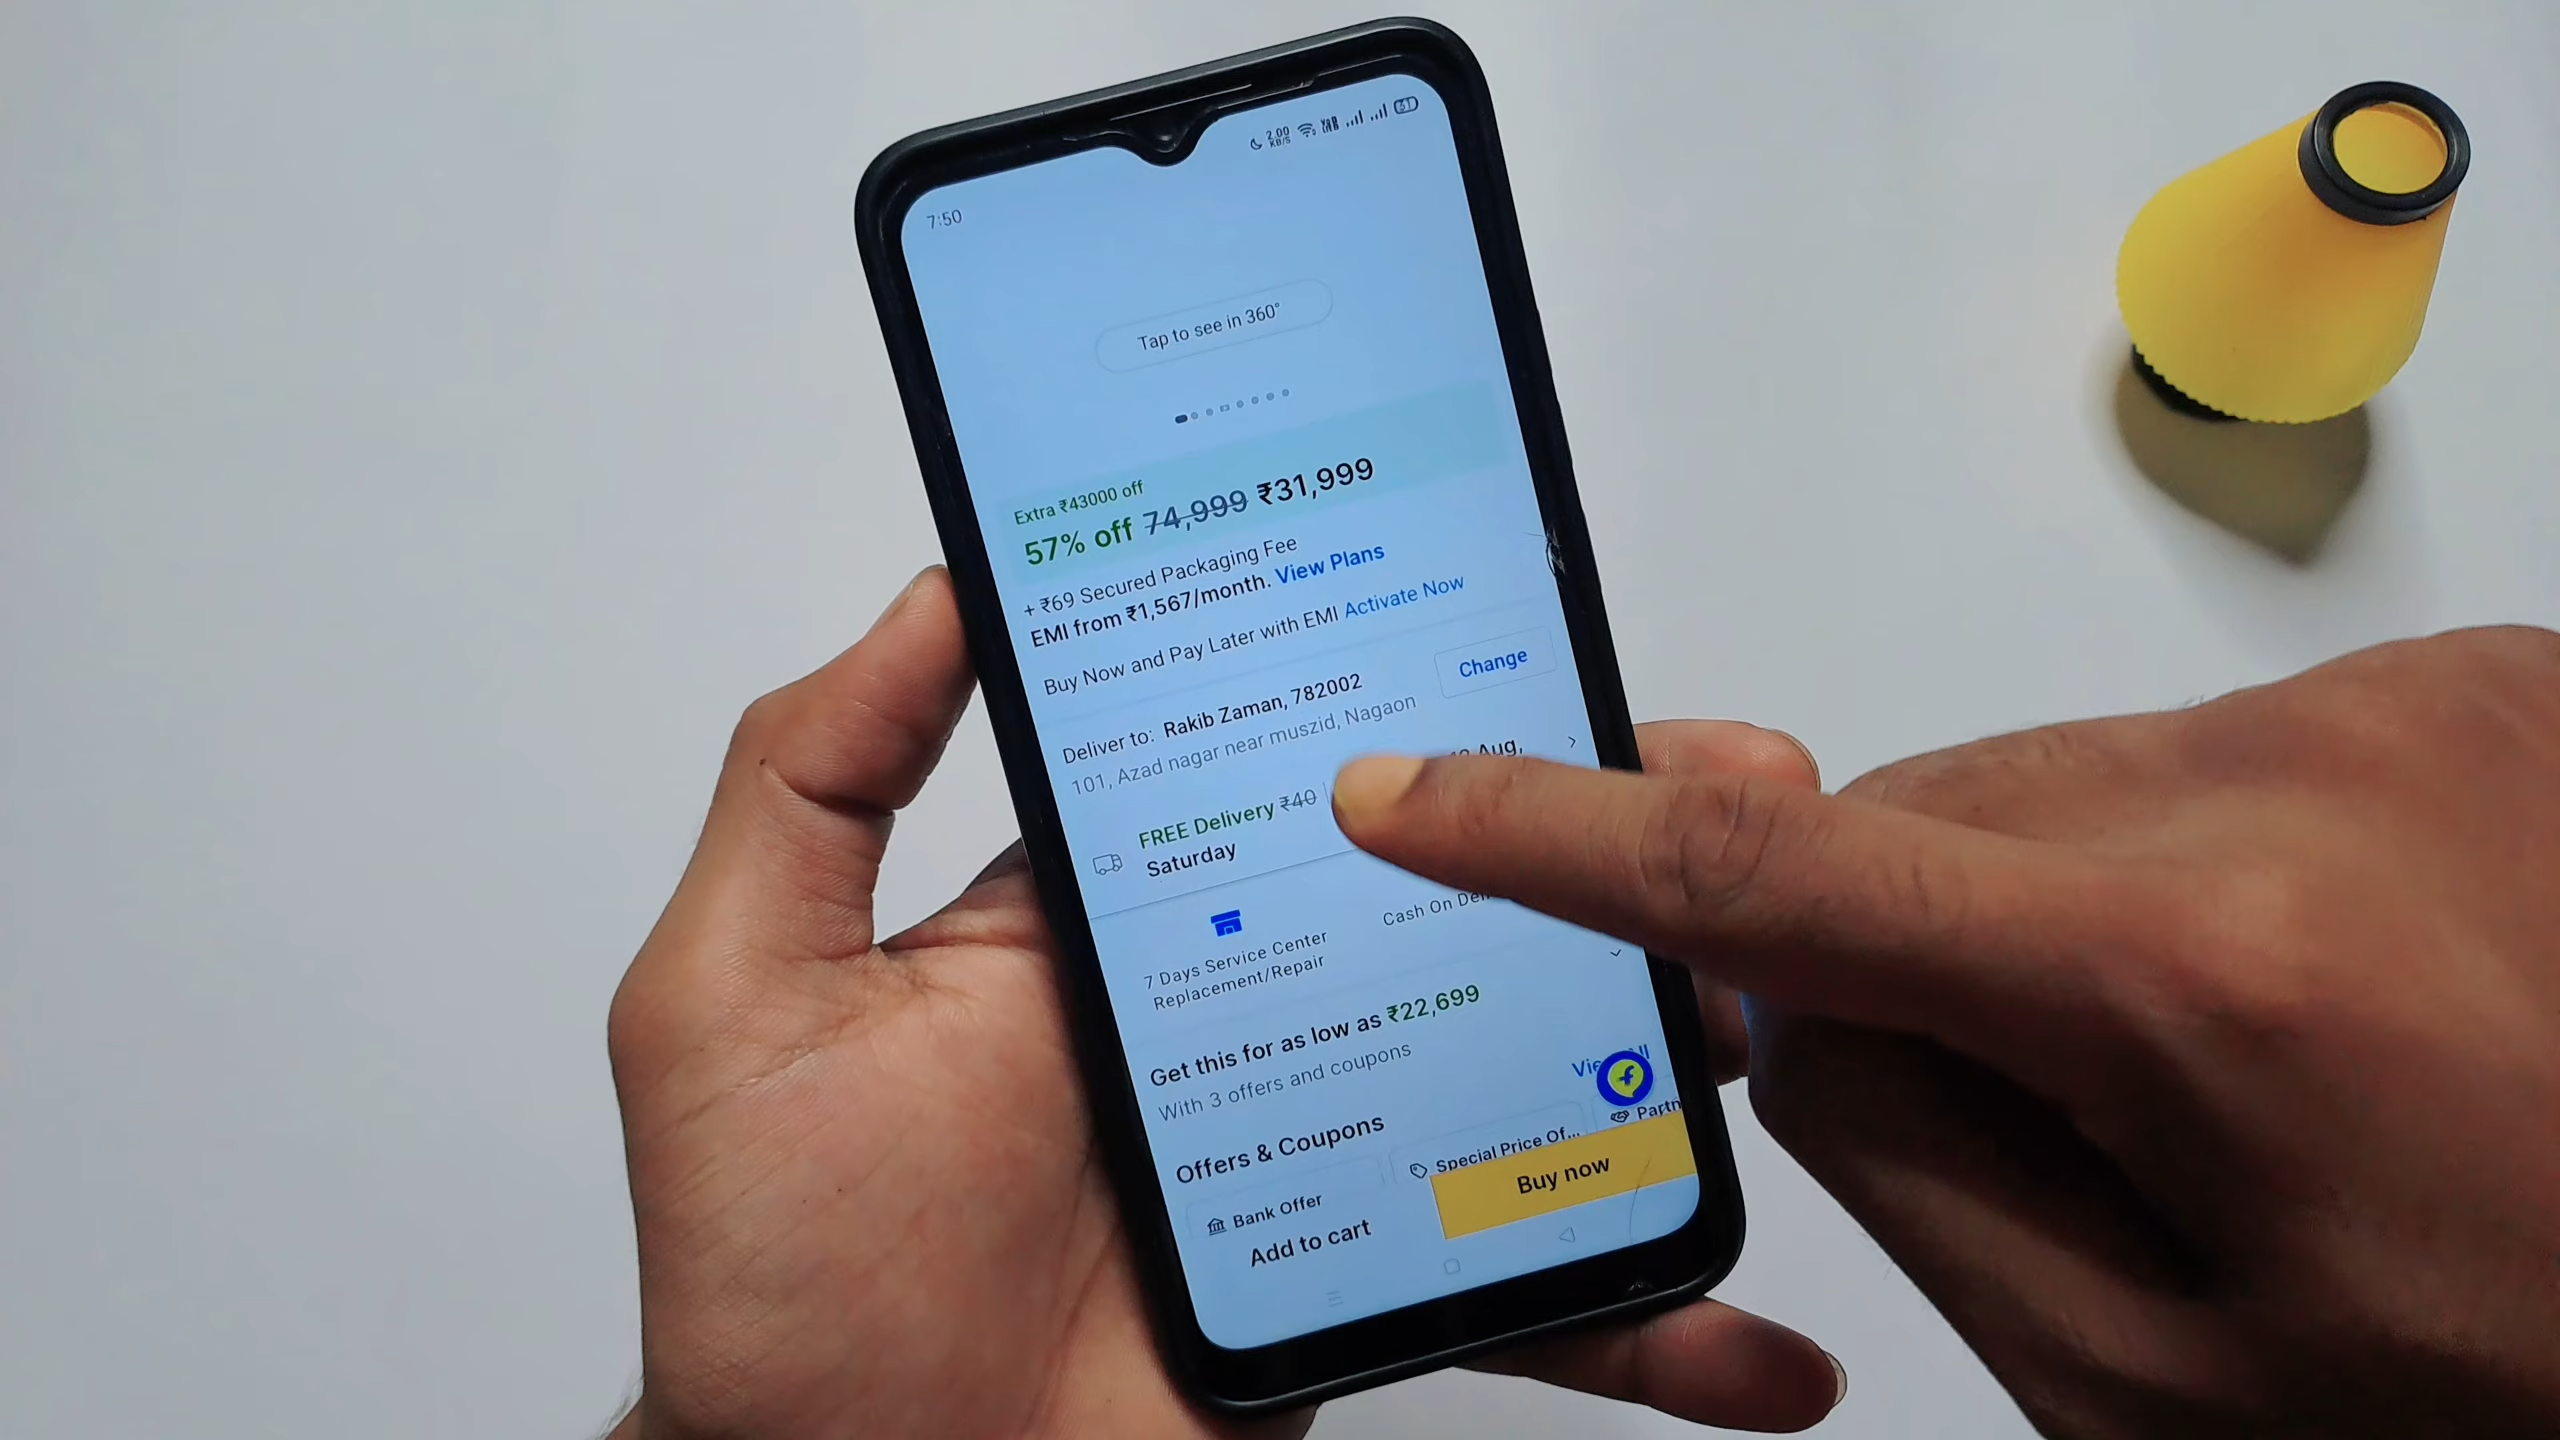 7:50
2.00 KB/S
31
Tap to see in 360°
Extra ₹43000 off
57% off 74,999 ₹31,999
+ ₹69 Secured Packaging Fee
EMI from ₹1,567/month. View Plans
Buy Now and Pay Later with EMI Activate Now
Deliver to: Rakib Zaman, 782002
Change
101, Azad nagar near muszid, Nagaon
FREE Delivery ₹40 | Aug,
Saturday
7 Days Service Center
Replacement/Repair
Cash On
Get this for as low as ₹22,699
With 3 offers and coupons
Offers & Coupons
Bank Offer
Special Price Of...
Add to cart
Buy now